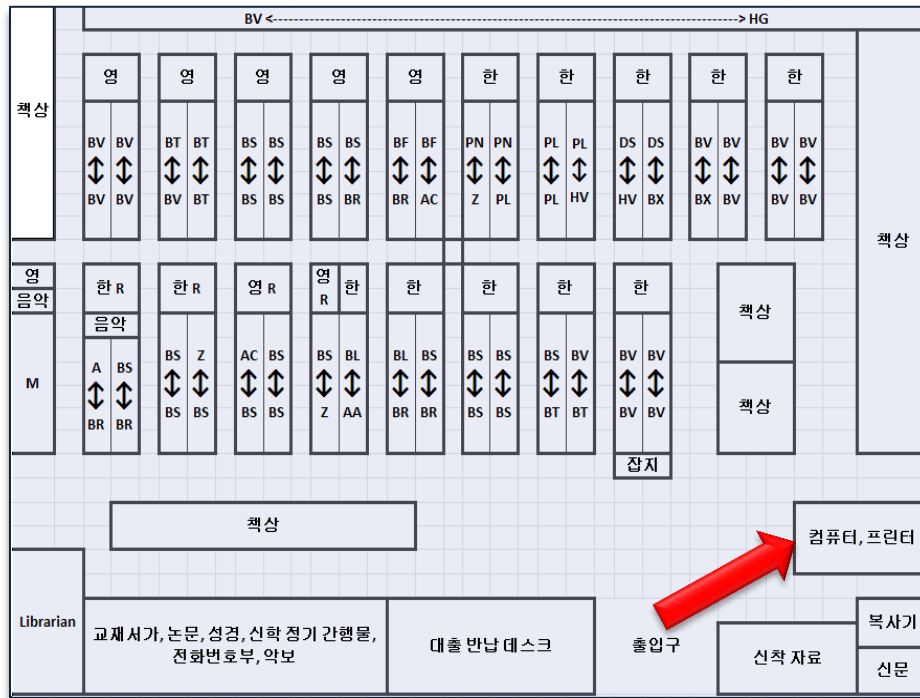 BV <----------------------------------------------------------> HG
책상
영 영 영 영 영 한 한 한 한 한
BV BV BT BT BS BS BS BS BF BF PN PN PL PL DS DS BV BV BV BV
BV BV BV BT BS BS BS BR BR AC Z PL PL HV HV BX BX BV BV BV
책상
영
음악
M
한 R 한 R 영 R 영 R 한 한 한 한 한
음악
A BS BS Z AC BS BS BL BL BS BS BS BS BV BV BV
BR BR BS BS BS BS Z AA BR BR BS BS BT BT BV BV
잡지
책상
책상
책상
컴퓨터, 프린터
Librarian
교재서가, 논문, 성경, 신학 정기 간행물,
전화번호부, 악보
대출 반납 데스크
출입구
신착 자료
복사기
신문